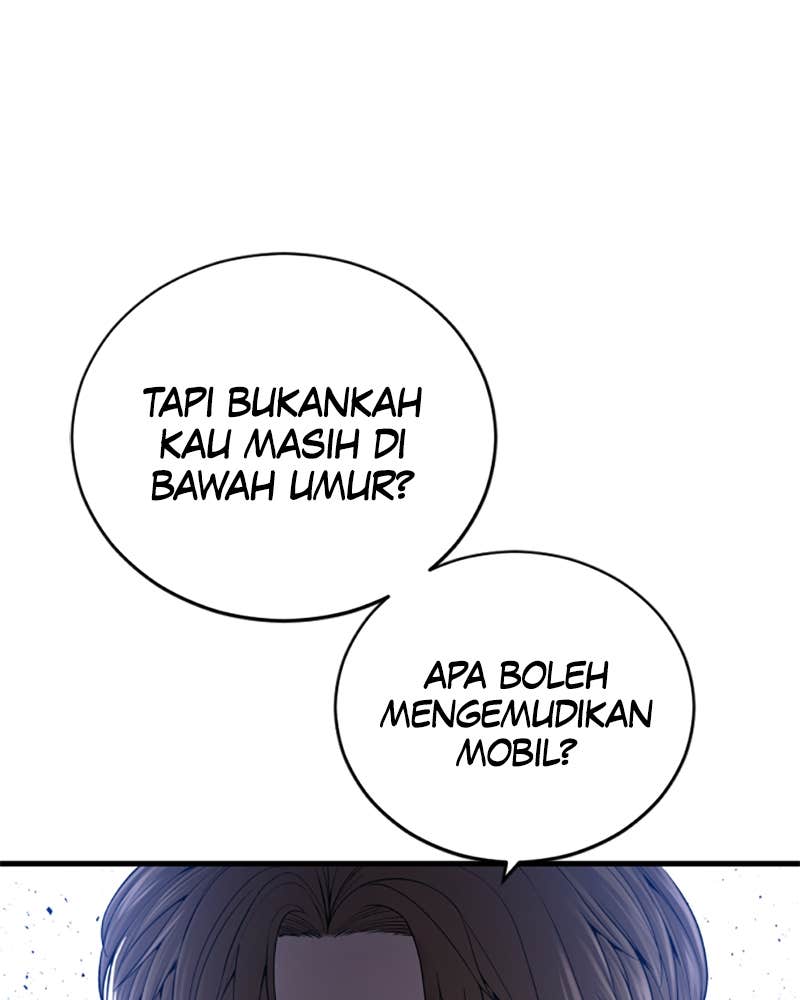 TAPI BUKANKAH
KAU MASIH DI
BAWAH UMUR?
APA BOLEH
MENGEMUDIKAN
MOBIL?